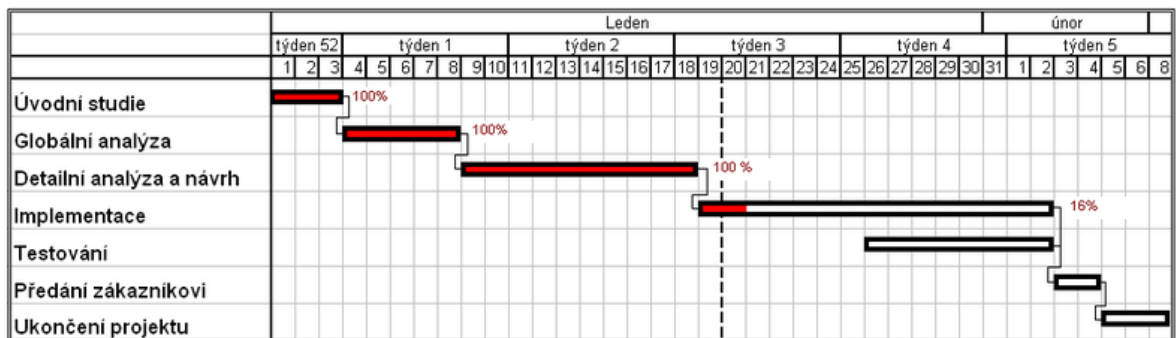 Leden únor
týden 52 týden 1 týden 2 týden 3 týden 4 týden 5
1 2 3 4 5 6 7 8 9 10 11 12 13 14 15 16 17 18 19 20 21 22 23 24 25 26 27 28 29 30 31 1 2 3 4 5 6 8
Úvodní studie 100%
Globální analýza 100%
Detailní analýza a návrh 100 %
Implementace 16%
Testování
Předání zákazníkovi
Ukončení projektu